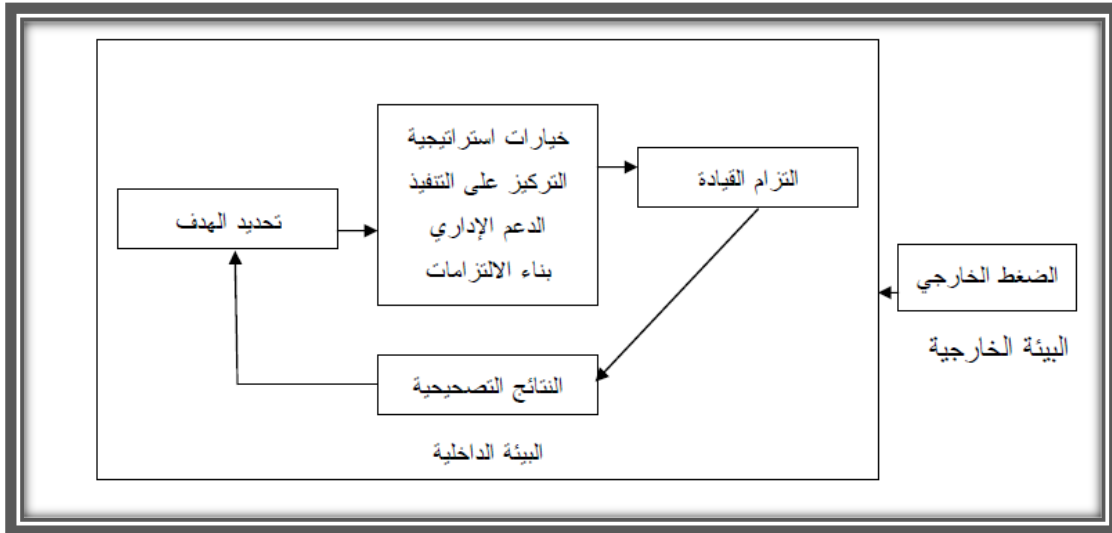 خيارات استراتيجية
التركيز على التنفيذ
الدعم الإداري
بناء الالتزامات
التزام القيادة
تحديد الهدف
الضغط الخارجي
البيئة الخارجية
النتائج التصحيحية
البيئة الداخلية